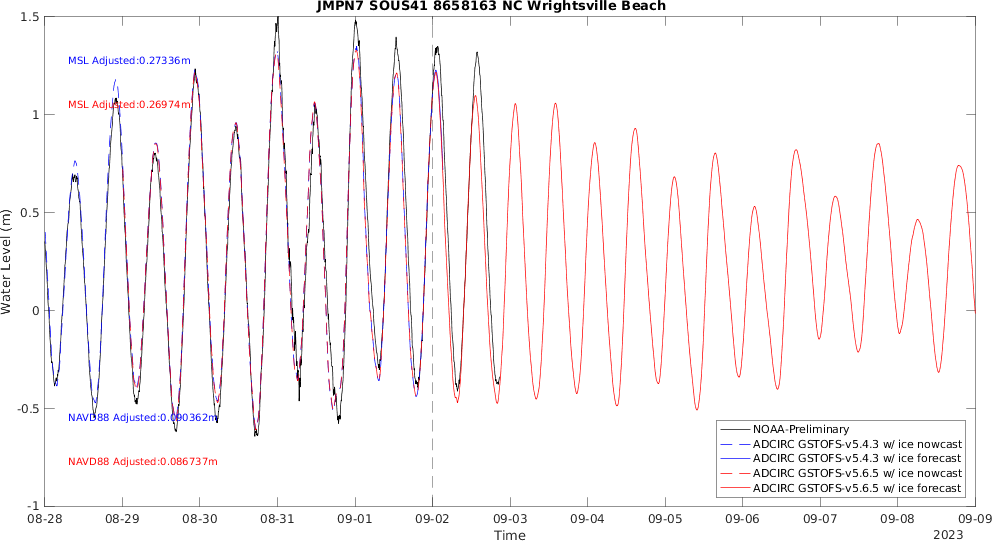 JMPN7 SOUS41 8658163 NC Wrightsville Beach
1.5
1
0.5
0
-0.5
-1
Water Level (m)
MSL Adjusted:0.27336m
MSL Adjusted:0.26974m
NAVD88 Adjusted:0.090362m
NAVD88 Adjusted:0.086737m
NOAA-Preliminary
ADCIRC GSTOFS-v5.4.3 w/ ice nowcast
ADCIRC GSTOFS-v5.4.3 w/ ice forecast
ADCIRC GSTOFS-v5.6.5 w/ ice nowcast
ADCIRC GSTOFS-v5.6.5 w/ ice forecast
08-28 08-29 08-30 08-31 09-01 09-02 09-03 09-04 09-05 09-06 09-07 09-08 09-09
Time
2023